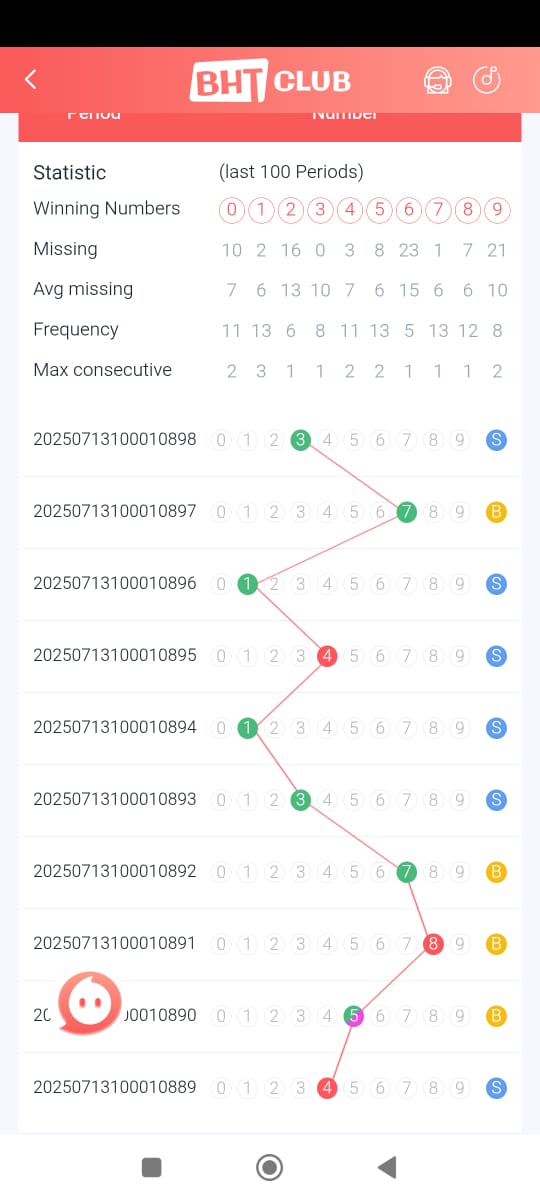 BHT CLUB
Period Number
Statistic (last 100 Periods)
Winning Numbers 0 1 2 3 4 5 6 7 8 9
Missing 10 2 16 0 3 8 23 1 7 21
Avg missing 7 6 13 10 7 6 15 6 6 10
Frequency 11 13 6 8 11 13 5 13 12 8
Max consecutive 2 3 1 1 2 2 1 1 1 2
20250713100010898 0 1 2 3 4 5 6 7 8 9 S
20250713100010897 0 1 2 3 4 5 6 7 8 9 B
20250713100010896 0 1 2 3 4 5 6 7 8 9 S
20250713100010895 0 1 2 3 4 5 6 7 8 9 S
20250713100010894 0 1 2 3 4 5 6 7 8 9 S
20250713100010893 0 1 2 3 4 5 6 7 8 9 S
20250713100010892 0 1 2 3 4 5 6 7 8 9 B
20250713100010891 0 1 2 3 4 5 6 7 8 9 B
0010890 0 1 2 3 4 5 6 7 8 9 B
20250713100010889 0 1 2 3 4 5 6 7 8 9 S